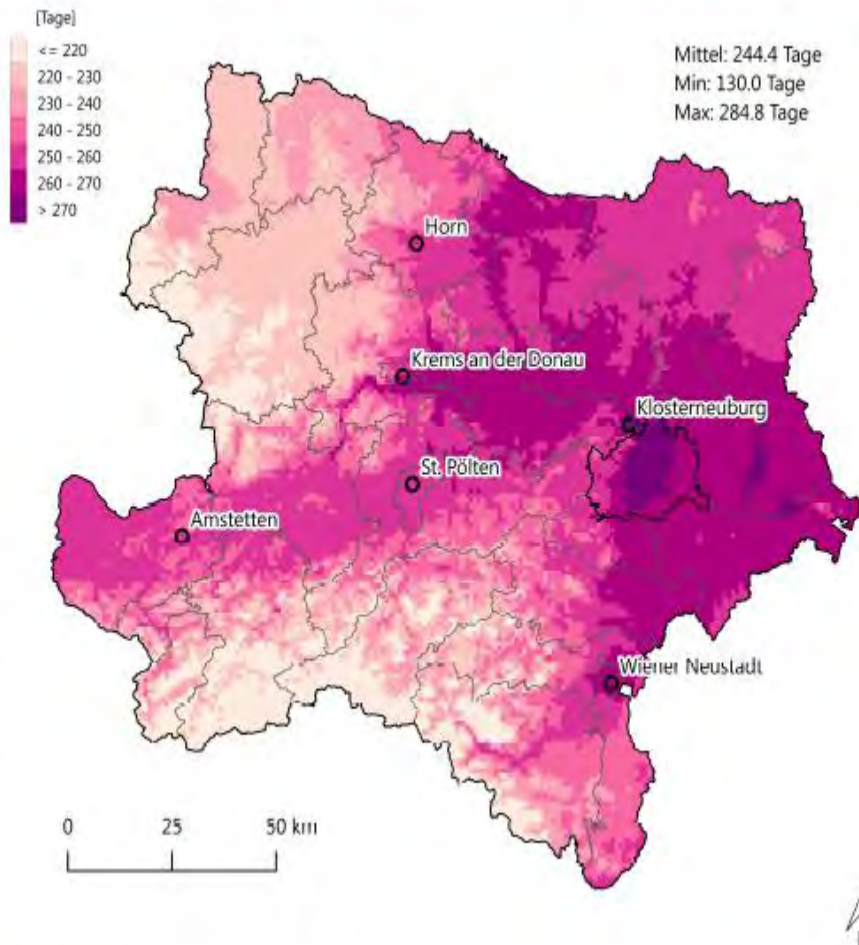 [Tage]
<= 220
220 - 230
230 - 240
240 - 250
250 - 260
260 - 270
> 270
Mittel: 244.4 Tage
Min: 130.0 Tage
Max: 284.8 Tage
Horn
Krems an der Donau
Klosterneuburg
St. Pölten
Amstetten
Wiener Neustadt
0 25 50 km